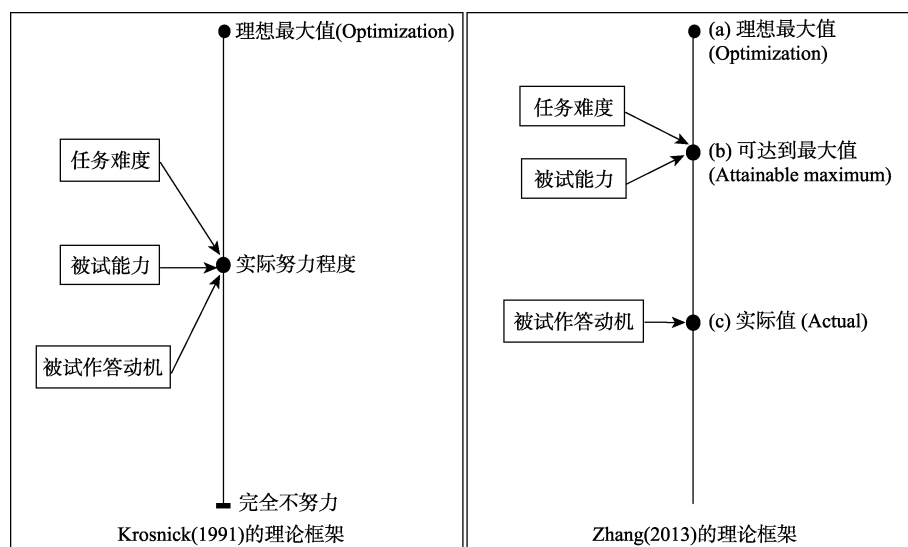 理想最大值(Optimization)
任务难度
被试能力
实际努力程度
被试作答动机
完全不努力
Krosnick(1991)的理论框架
(a) 理想最大值
(Optimization)
任务难度
(b) 可达到最大值
(Attainable maximum)
被试能力
被试作答动机
(c) 实际值 (Actual)
Zhang(2013)的理论框架